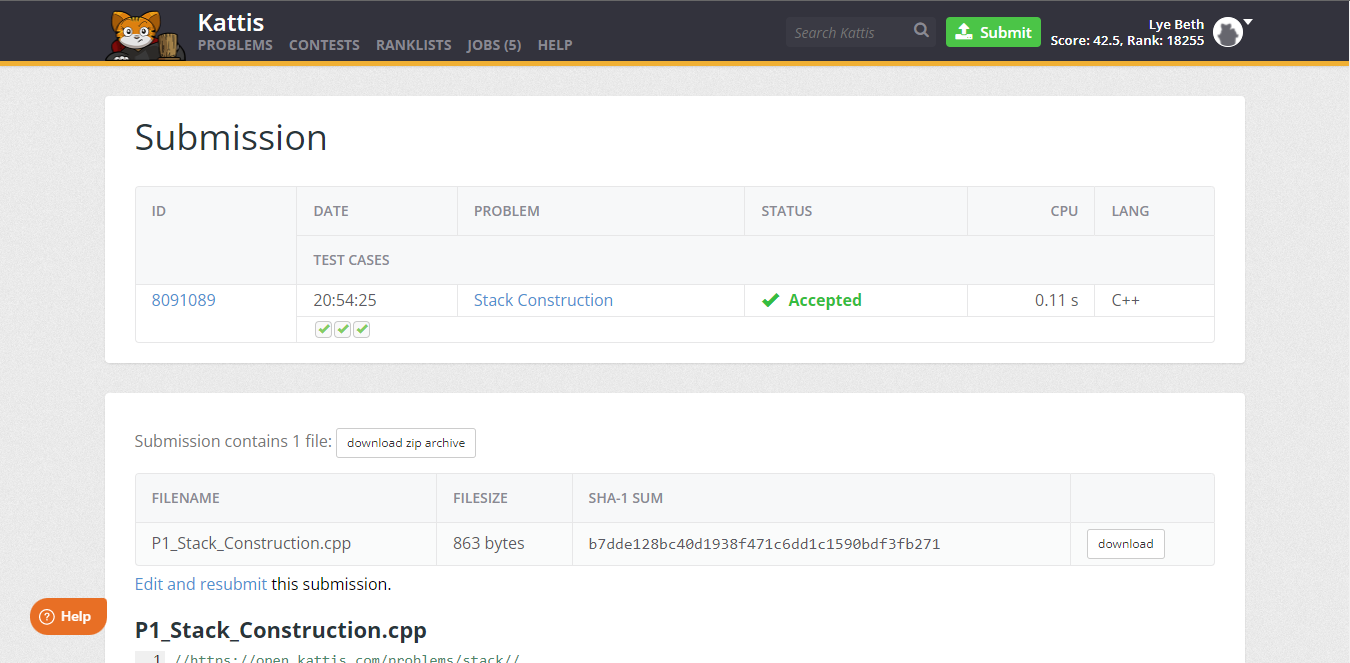 Kattis
PROBLEMS CONTESTS RANKLISTS JOBS (5) HELP
Search Kattis
Submit
Lye Beth
Score: 42.5, Rank: 18255
Submission
ID DATE PROBLEM STATUS CPU LANG
TEST CASES
8091089 20:54:25 Stack Construction Accepted 0.11 s C++
Submission contains 1 file: download zip archive
FILENAME FILESIZE SHA-1 SUM
P1_Stack_Construction.cpp 863 bytes b7dde128bc40d1938f471c6dd1c1590bdf3fb271 download
Edit and resubmit this submission.
Help
P1_Stack_Construction.cpp
1 //https://open.kattis.com/problems/stack//